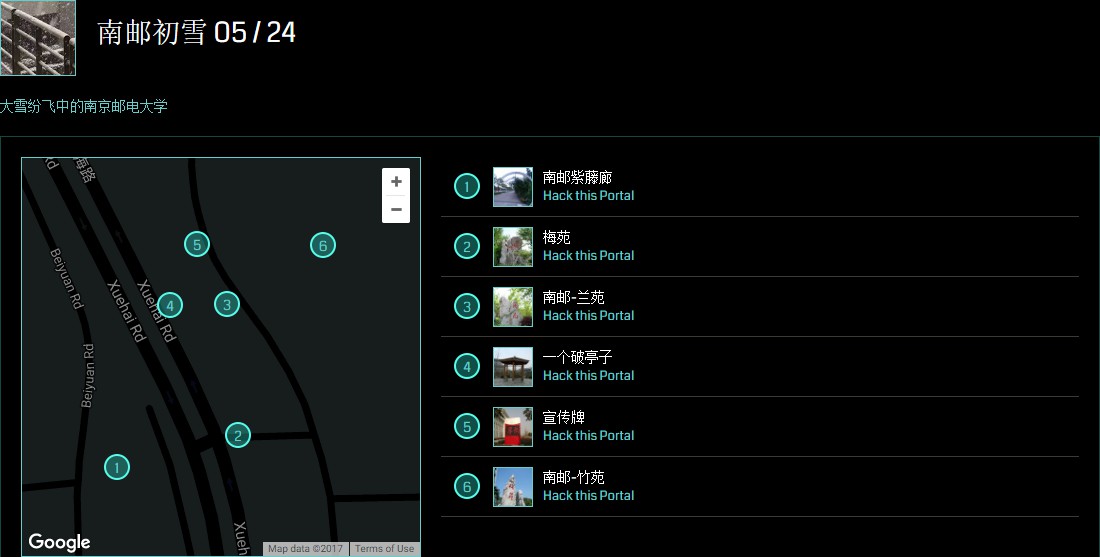 南邮初雪 05 / 24
大雪纷飞中的南京邮电大学
Rd
海路
+
−
5
6
Beiyuan Rd
Xuehai Rd
Xuehai Rd
4
3
Beiyuan Rd
2
1
Xueh
Google
Map data ©2017
Terms of Use
1
南邮紫藤廊
Hack this Portal
2
梅苑
Hack this Portal
3
南邮-兰苑
Hack this Portal
4
一个破亭子
Hack this Portal
5
宣传牌
Hack this Portal
6
南邮-竹苑
Hack this Portal